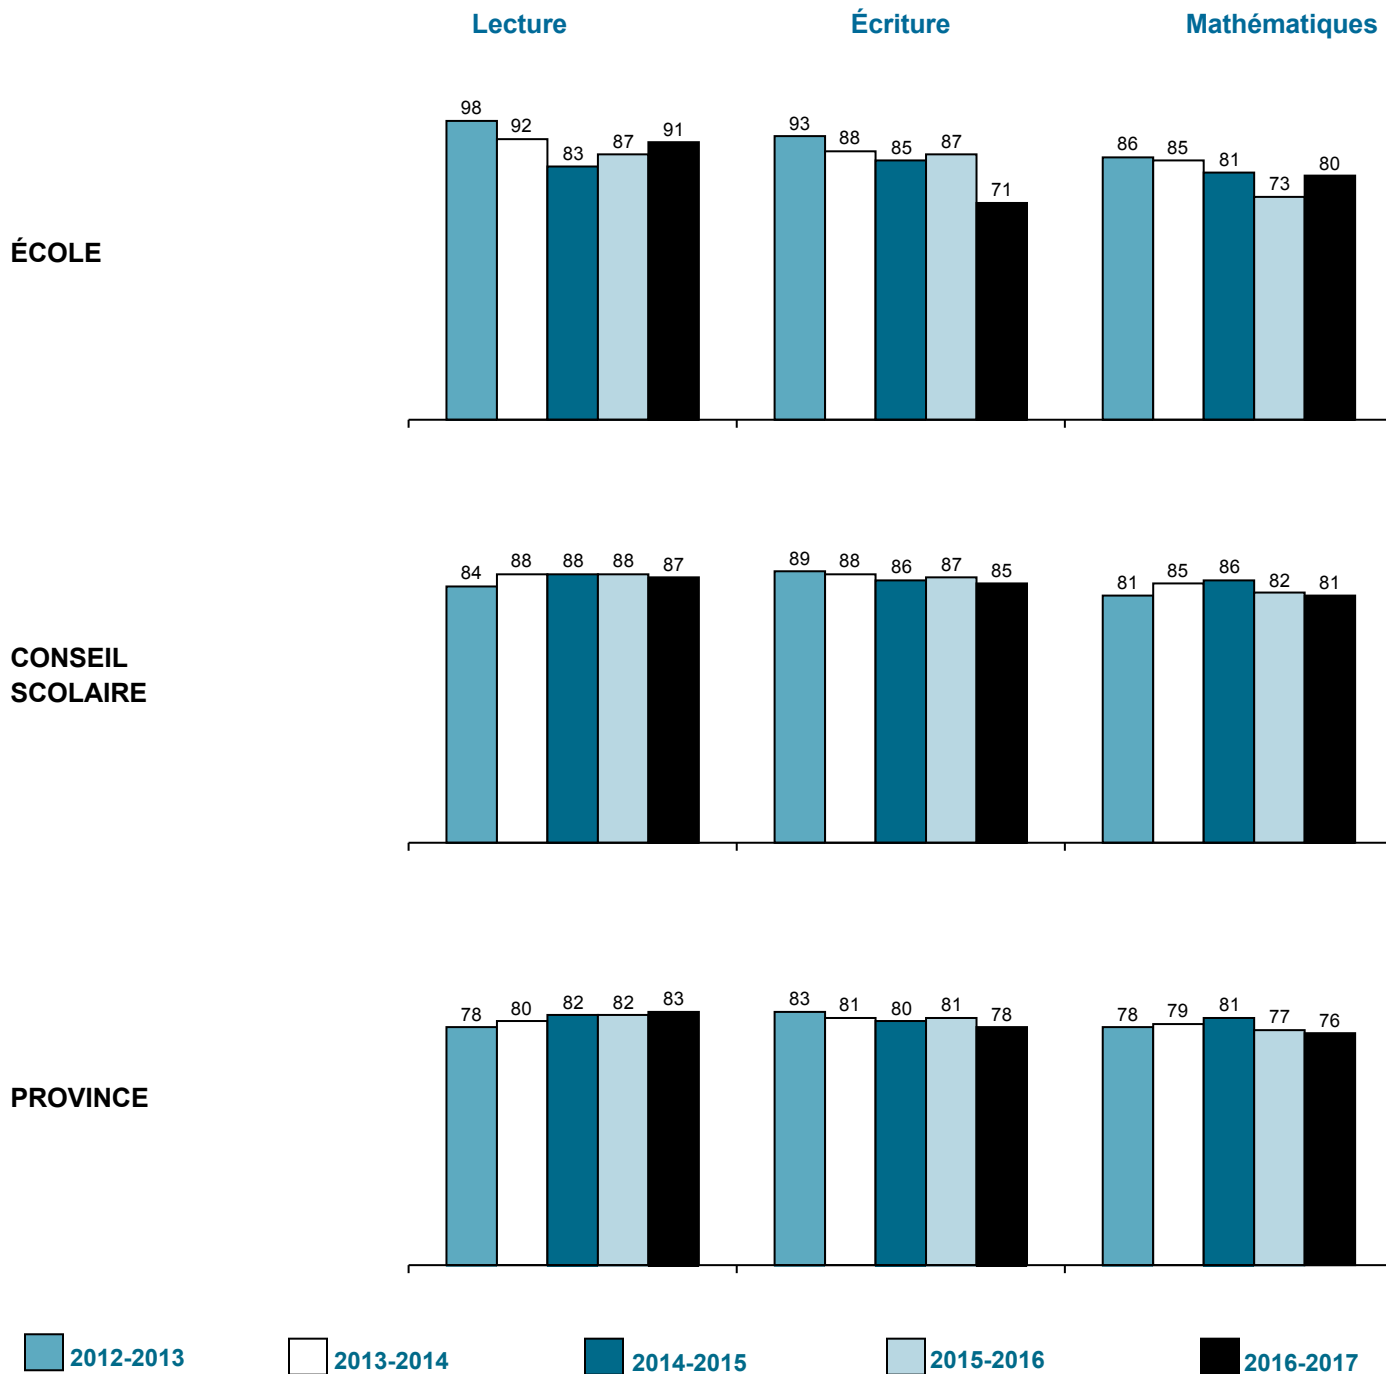 Lecture Écriture Mathématiques
98 92 83 87 91 93 88 85 87 71 86 85 81 73 80
ÉCOLE
84 88 88 88 87 89 88 86 87 85 81 85 86 82 81
CONSEIL
SCOLAIRE
78 80 82 82 83 83 81 80 81 78 78 79 81 77 76
PROVINCE
2012-2013 2013-2014 2014-2015 2015-2016 2016-2017